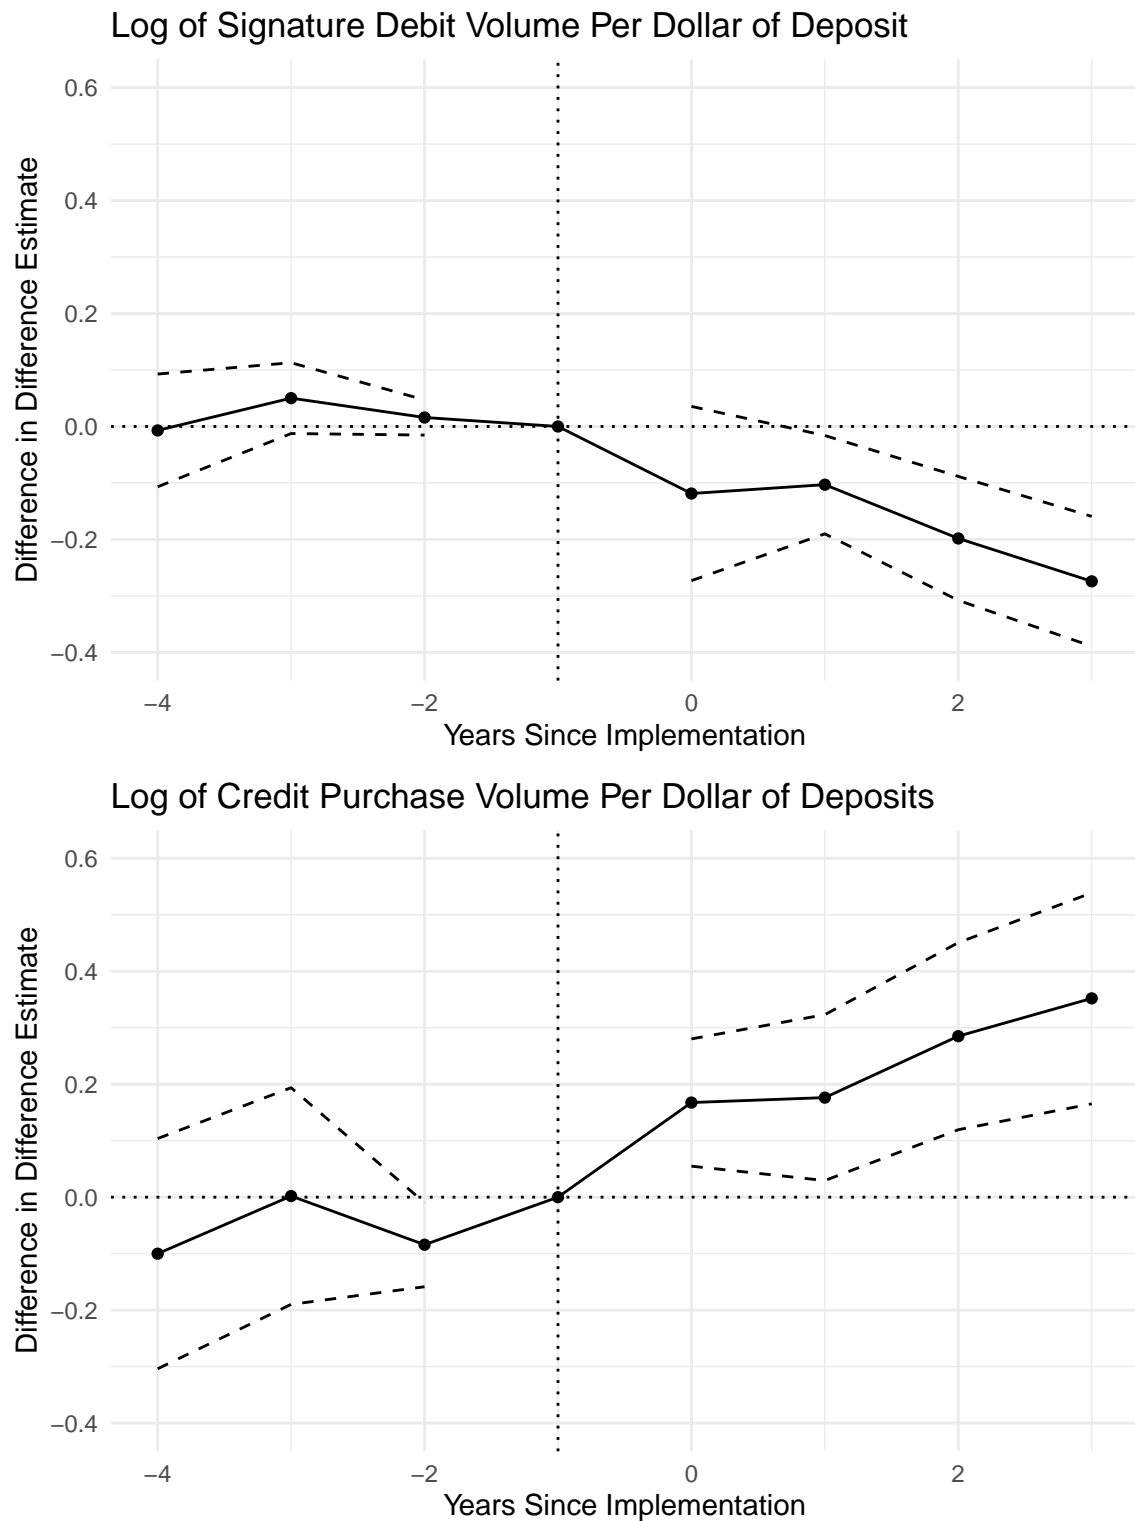 Log of Signature Debit Volume Per Dollar of Deposit
Difference in Difference Estimate
0.6
0.4
0.2
0.0
−0.2
−0.4
−4 −2 0 2
Years Since Implementation
Log of Credit Purchase Volume Per Dollar of Deposits
Difference in Difference Estimate
0.6
0.4
0.2
0.0
−0.2
−0.4
−4 −2 0 2
Years Since Implementation